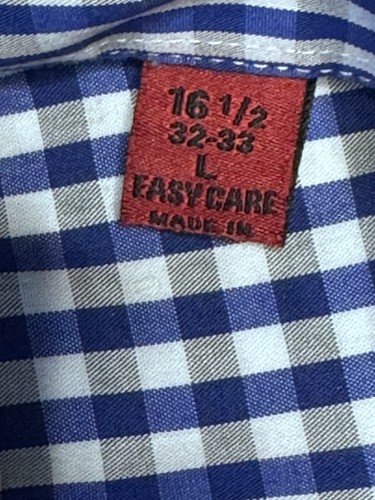 16 1/2
32-33
L
EASY CARE
MADE IN